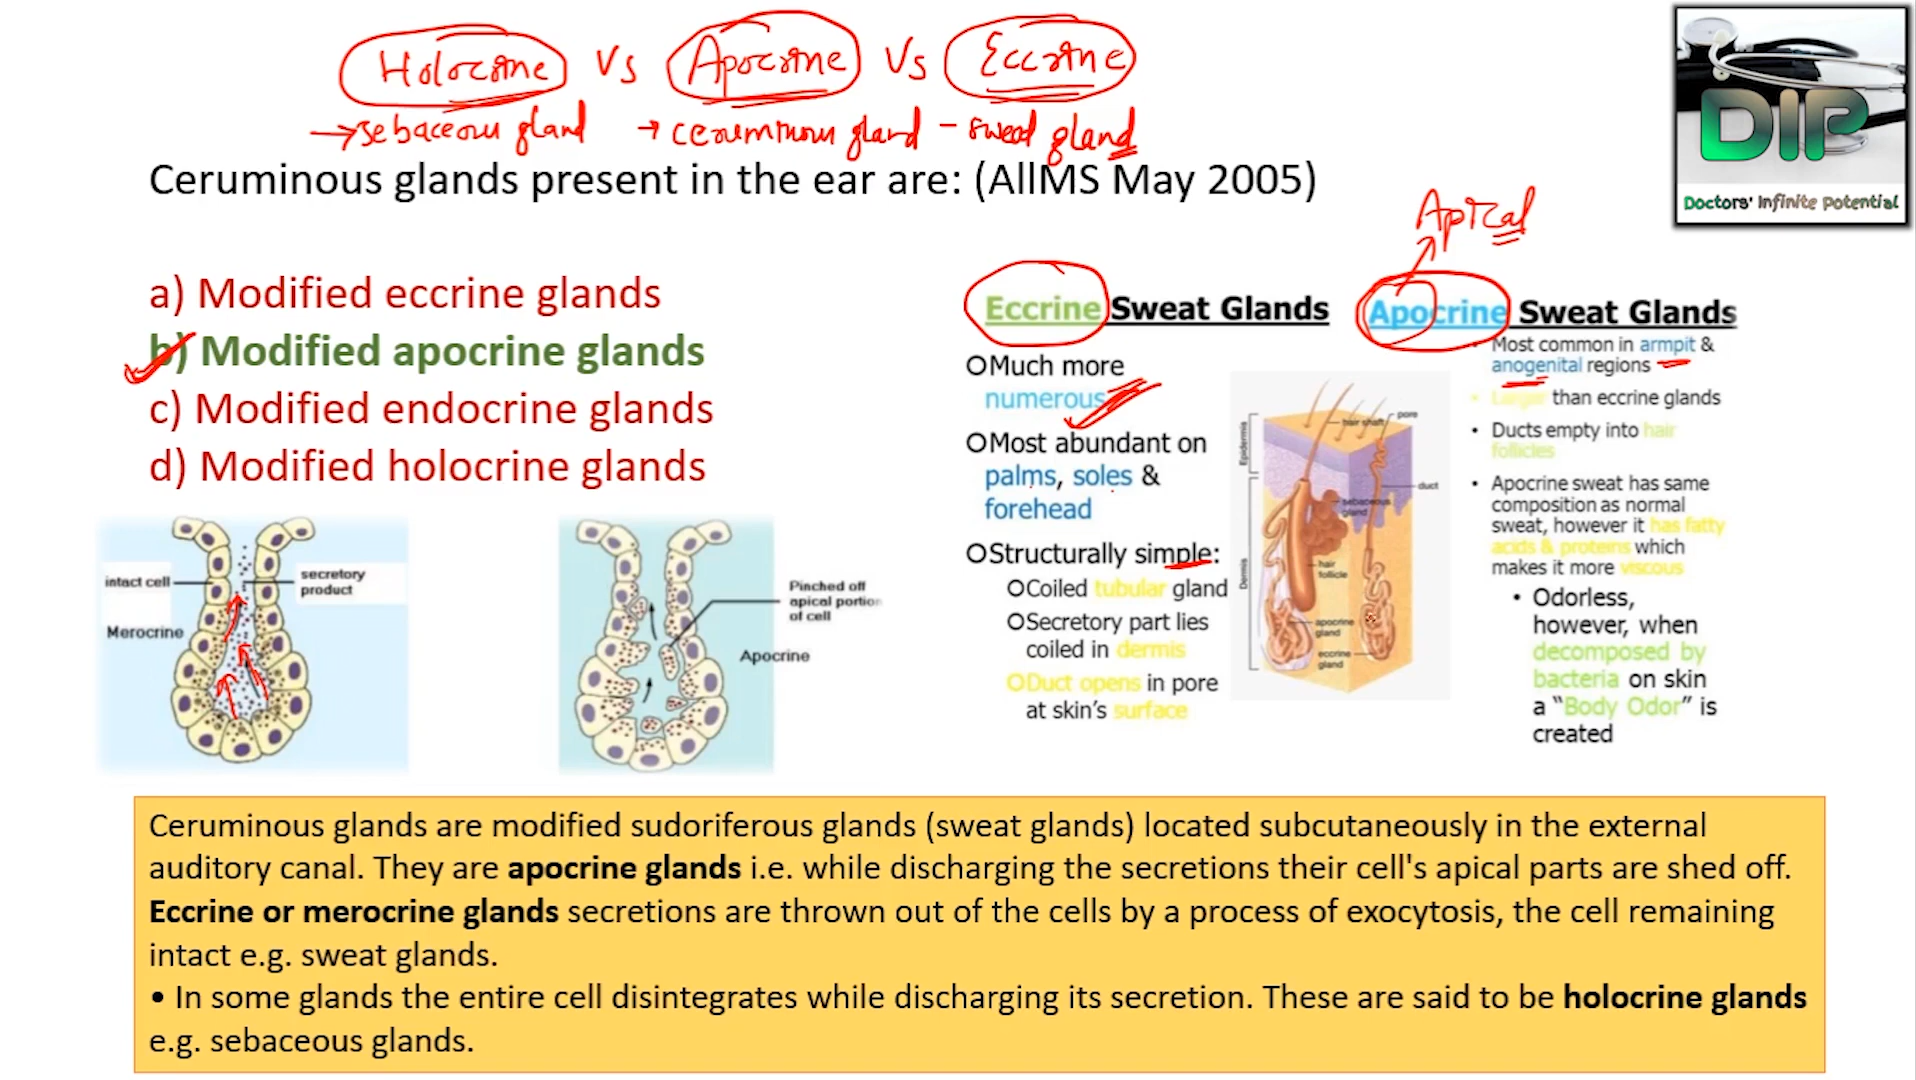 Holocrine Vs Apocrine Vs Eccrine
→ sebaceous gland → ceruminous gland - sweat gland
DIP
Doctors' Infinite Potential
Ceruminous glands present in the ear are: (AllMS May 2005)
a) Modified eccrine glands
b) Modified apocrine glands
c) Modified endocrine glands
d) Modified holocrine glands
intact cell
secretory
product
Merocrine
Pinched off
apical portion
of cell
Apocrine
Eccrine Sweat Glands
Much more
numerous
Most abundant on
palms, soles &
forehead
Structurally simple:
Coiled tubular gland
Secretory part lies
coiled in dermis
Duct opens in pore
at skin's surface
Epidermis
Dermis
hair shaft
pore
duct
sebaceous
gland
hair
follicle
apocrine
gland
eccrine
gland
Apical
Apocrine Sweat Glands
• Most common in armpit &
anogenital regions
• Larger than eccrine glands
• Ducts empty into hair
follicles
• Apocrine sweat has same
composition as normal
sweat, however it has fatty
acids & proteins which
makes it more viscous
• Odorless,
however, when
decomposed by
bacteria on skin
a “Body Odor” is
created
Ceruminous glands are modified sudoriferous glands (sweat glands) located subcutaneously in the external
auditory canal. They are apocrine glands i.e. while discharging the secretions their cell's apical parts are shed off.
Eccrine or merocrine glands secretions are thrown out of the cells by a process of exocytosis, the cell remaining
intact e.g. sweat glands.
• In some glands the entire cell disintegrates while discharging its secretion. These are said to be holocrine glands
e.g. sebaceous glands.